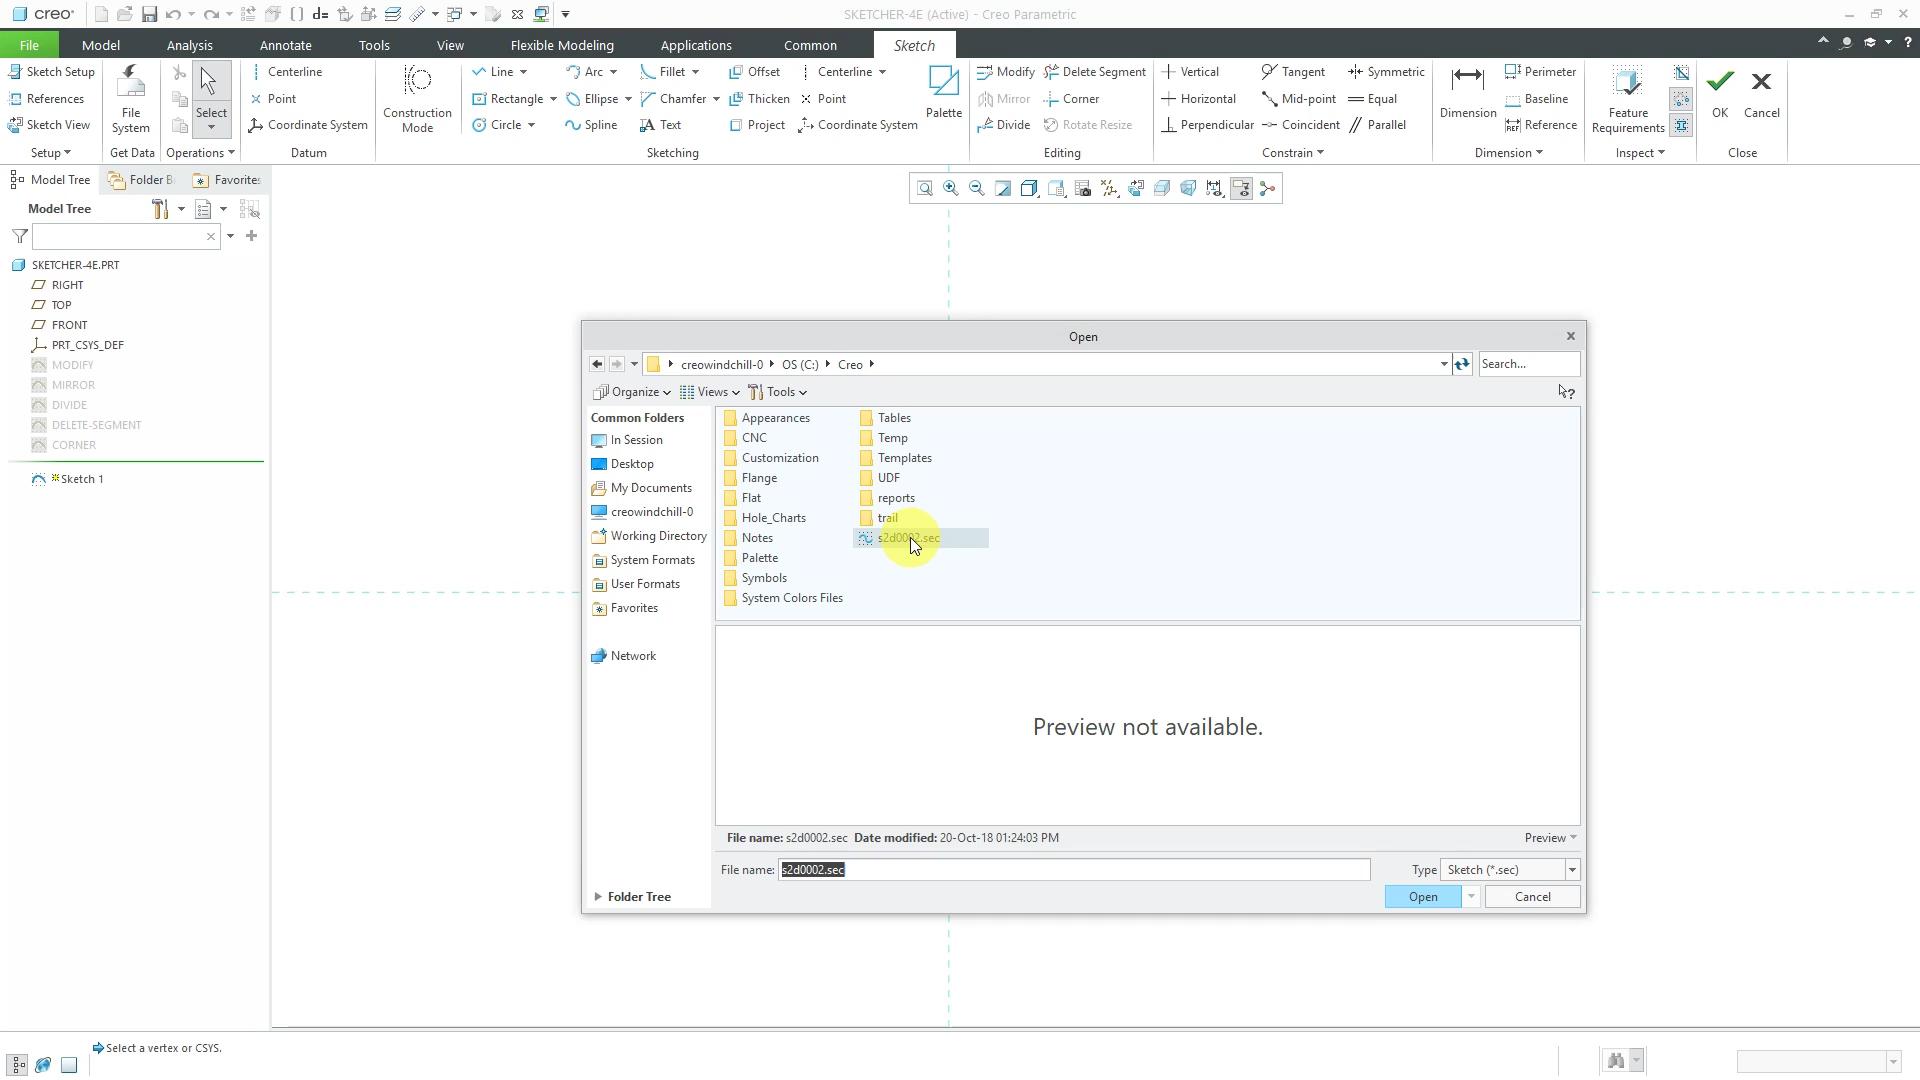 creo
SKETCHER-4E (Active) - Creo Parametric
File Model Analysis Annotate Tools View Flexible Modeling Applications Common Sketch
Sketch Setup
References
Sketch View
Setup
File
System
Get Data
Select
Operations
Centerline
Point
Coordinate System
Datum
Construction
Mode
Line Arc Fillet Offset Centerline
Rectangle Ellipse Chamfer Thicken Point
Circle Spline Text Project Coordinate System
Palette
Sketching
Modify Delete Segment
Mirror Corner
Divide Rotate Resize
Editing
Vertical Tangent Symmetric
Horizontal Mid-point Equal
Perpendicular Coincident Parallel
Constrain
Dimension
Perimeter
Baseline
Reference
Dimension
Feature
Requirements
Inspect
OK Cancel
Close
Model Tree Folder B Favorites
Model Tree
SKETCHER-4E.PRT
RIGHT
TOP
FRONT
PRT_CSYS_DEF
MODIFY
MIRROR
DIVIDE
DELETE-SEGMENT
CORNER
Sketch 1
Open
creowindchill-0 OS (C:) Creo
Search...
Organize Views Tools
Common Folders
In Session
Desktop
My Documents
creowindchill-0
Working Directory
System Formats
User Formats
Favorites
Network
Folder Tree
Appearances
CNC
Customization
Flange
Flat
Hole_Charts
Notes
Palette
Symbols
System Colors Files
Tables
Temp
Templates
UDF
reports
trail
s2d0002.sec
Preview not available.
File name: s2d0002.sec Date modified: 20-Oct-18 01:24:03 PM
Preview
File name: s2d0002.sec
Type Sketch (*.sec)
Open Cancel
Select a vertex or CSYS.